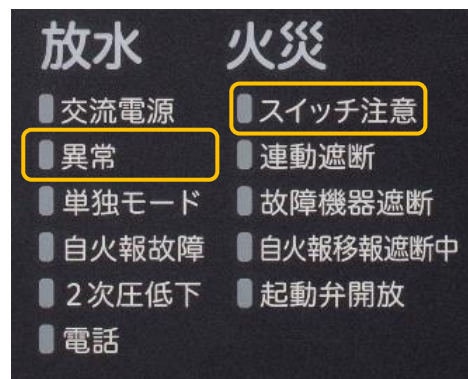 放水 火災
交流電源 スイッチ注意
異常 連動遮断
単独モード 故障機器遮断
自火報故障 自火報移報遮断中
2次圧低下 起動弁開放
電話